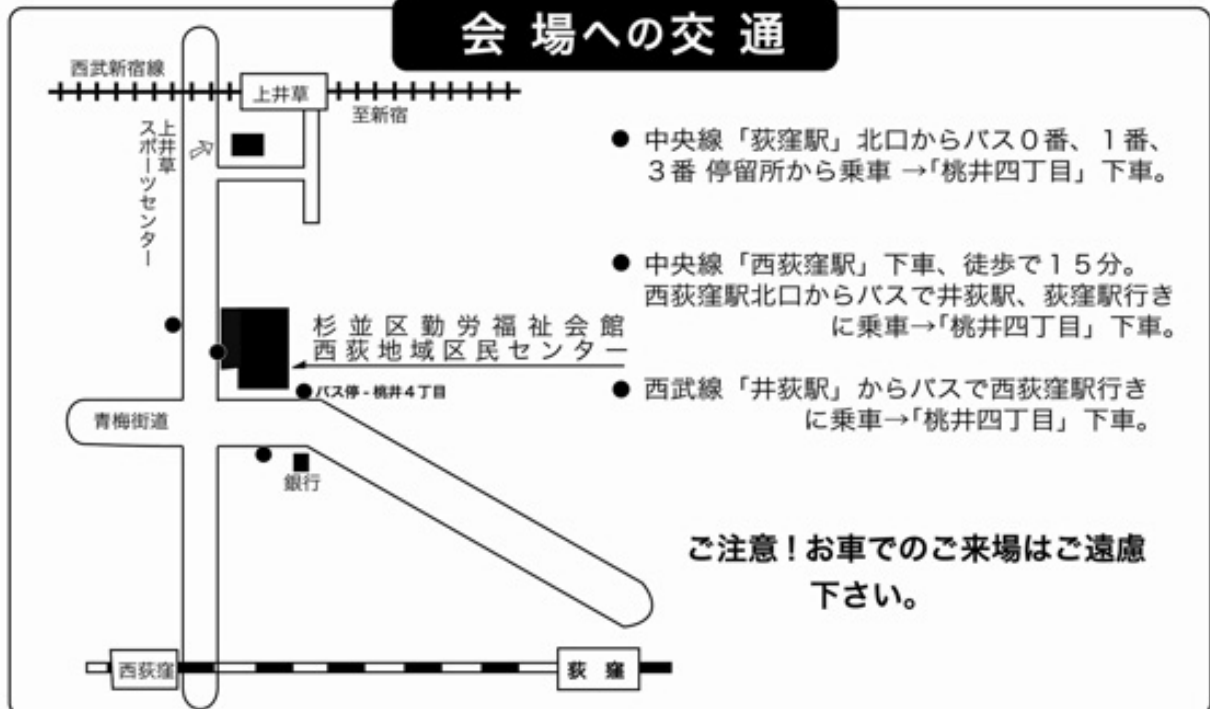 会 場への交 通
西武新宿線
上井草
至新宿
上井草
スポーツセンター
● 中央線「荻窪駅」北口からバス０番、１番、
３番 停留所から乗車 →「桃井四丁目」下車。
● 中央線「西荻窪駅」下車、徒歩で１５分。
西荻窪駅北口からバスで井荻駅、荻窪駅行き
に乗車→「桃井四丁目」下車。
杉並区勤労福祉会館
西荻地域区民センター
● 西武線「井荻駅」からバスで西荻窪駅行き
に乗車→「桃井四丁目」下車。
バス停 - 桃井４丁目
青梅街道
銀行
ご注意！お車でのご来場はご遠慮
下さい。
西荻窪
荻 窪